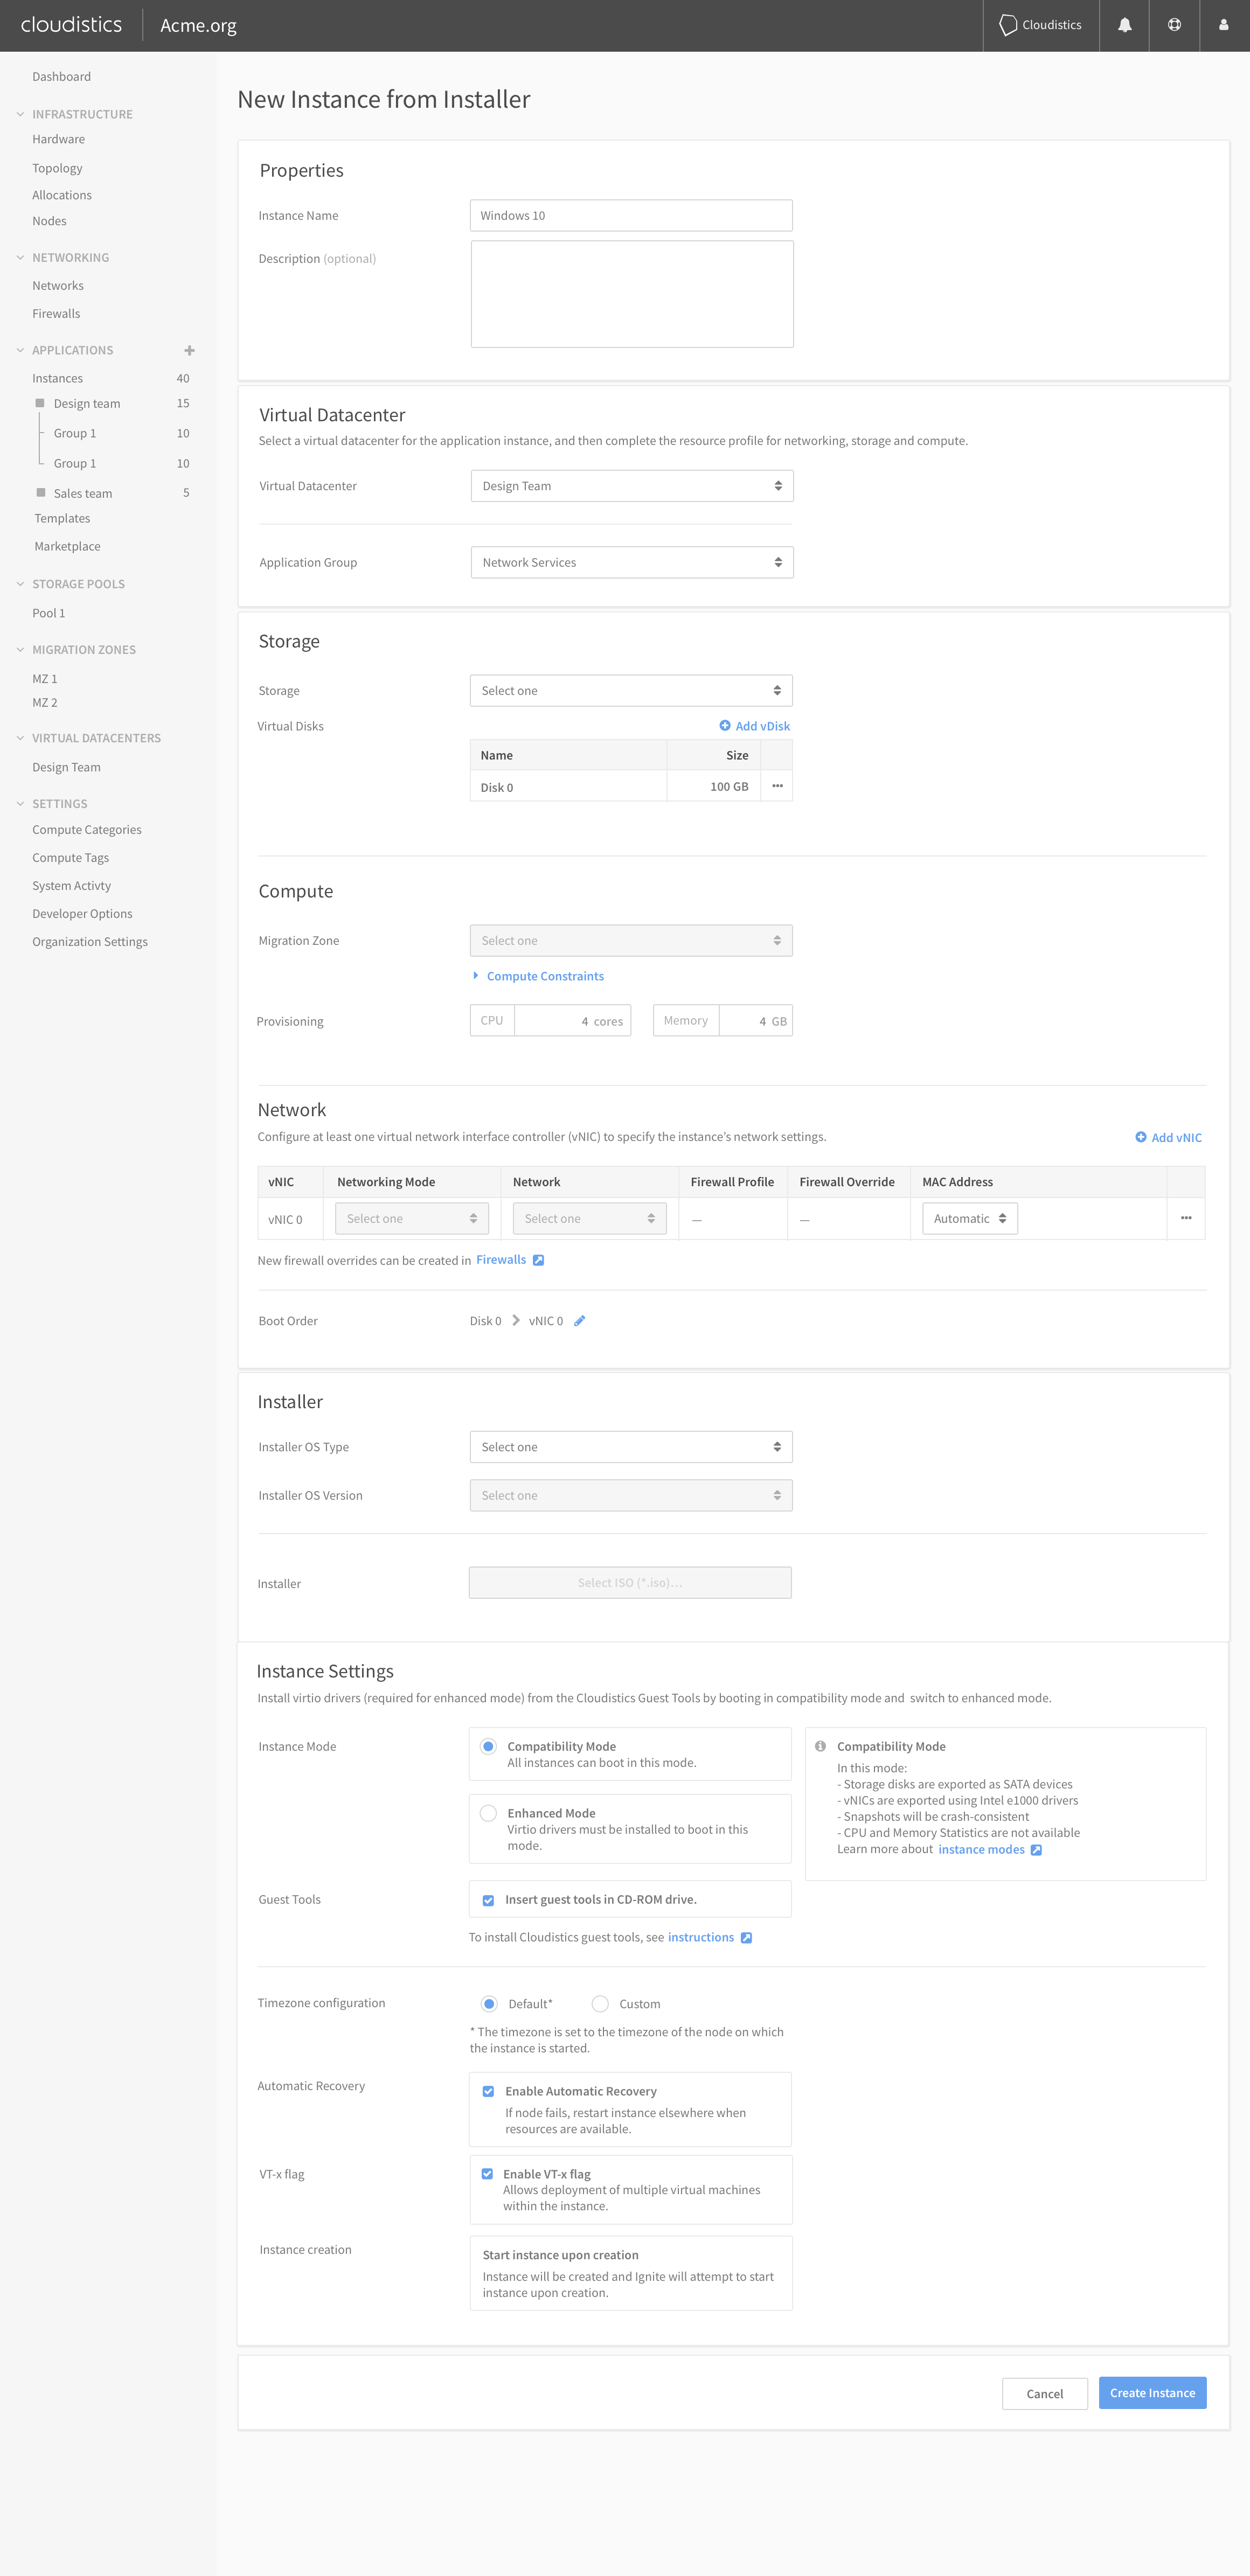 cloudistics
Acme.org
Cloudistics
Dashboard
INFRASTRUCTURE
Hardware
Topology
Allocations
Nodes
NETWORKING
Networks
Firewalls
APPLICATIONS
Instances 40
Design team 15
Group 1 10
Group 1 10
Sales team 5
Templates
Marketplace
STORAGE POOLS
Pool 1
MIGRATION ZONES
MZ 1
MZ 2
VIRTUAL DATACENTERS
Design Team
SETTINGS
Compute Categories
Compute Tags
System Activty
Developer Options
Organization Settings
New Instance from Installer
Properties
Instance Name Windows 10
Description (optional)
Virtual Datacenter
Select a virtual datacenter for the application instance, and then complete the resource profile for networking, storage and compute.
Virtual Datacenter Design Team
Application Group Network Services
Storage
Storage Select one
Virtual Disks Add vDisk
Name Size
Disk 0 100 GB
Compute
Migration Zone Select one
Compute Constraints
Provisioning CPU 4 cores Memory 4 GB
Network
Configure at least one virtual network interface controller (vNIC) to specify the instance's network settings. Add vNIC
vNIC Networking Mode Network Firewall Profile Firewall Override MAC Address
vNIC 0 Select one Select one — — Automatic
New firewall overrides can be created in Firewalls
Boot Order Disk 0 vNIC 0
Installer
Installer OS Type Select one
Installer OS Version Select one
Installer Select ISO (*.iso)...
Instance Settings
Install virtio drivers (required for enhanced mode) from the Cloudistics Guest Tools by booting in compatibility mode and switch to enhanced mode.
Instance Mode
Compatibility Mode
All instances can boot in this mode.
Enhanced Mode
Virtio drivers must be installed to boot in this
mode.
Compatibility Mode
In this mode:
- Storage disks are exported as SATA devices
- vNICs are exported using Intel e1000 drivers
- Snapshots will be crash-consistent
- CPU and Memory Statistics are not available
Learn more about instance modes
Guest Tools Insert guest tools in CD-ROM drive.
To install Cloudistics guest tools, see instructions
Timezone configuration Default* Custom
* The timezone is set to the timezone of the node on which
the instance is started.
Automatic Recovery Enable Automatic Recovery
If node fails, restart instance elsewhere when
resources are available.
VT-x flag Enable VT-x flag
Allows deployment of multiple virtual machines
within the instance.
Instance creation Start instance upon creation
Instance will be created and Ignite will attempt to start
instance upon creation.
Cancel Create Instance